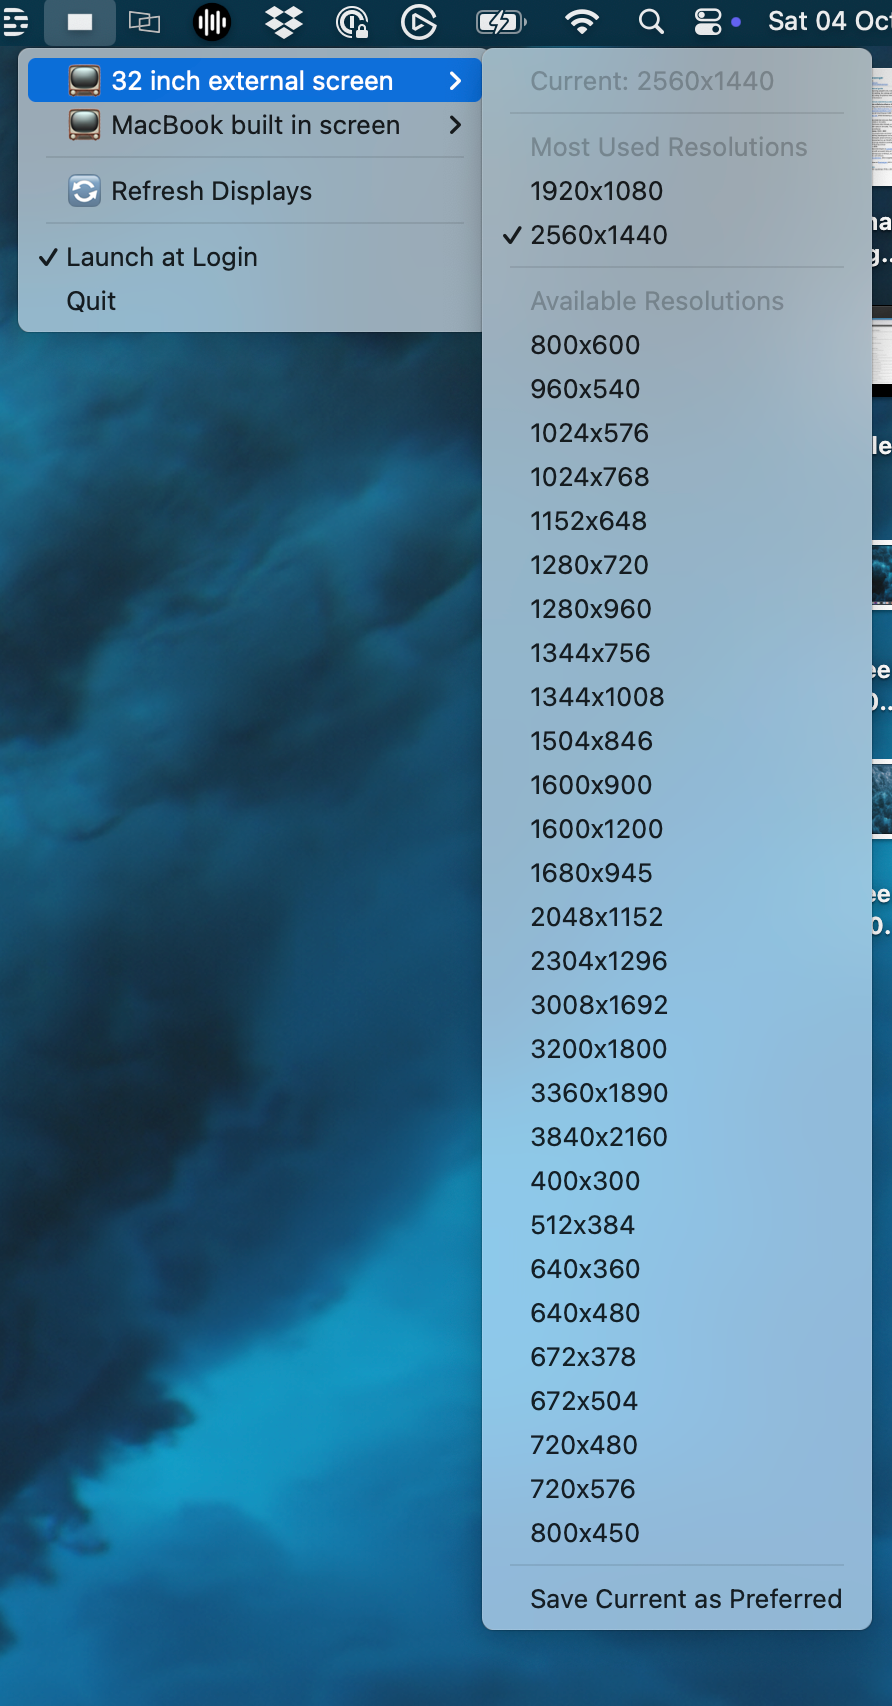 Sat 04 Oc
32 inch external screen
MacBook built in screen
Refresh Displays
Launch at Login
Quit
Current: 2560x1440
Most Used Resolutions
1920x1080
2560x1440
Available Resolutions
800x600
960x540
1024x576
1024x768
1152x648
1280x720
1280x960
1344x756
1344x1008
1504x846
1600x900
1600x1200
1680x945
2048x1152
2304x1296
3008x1692
3200x1800
3360x1890
3840x2160
400x300
512x384
640x360
640x480
672x378
672x504
720x480
720x576
800x450
Save Current as Preferred